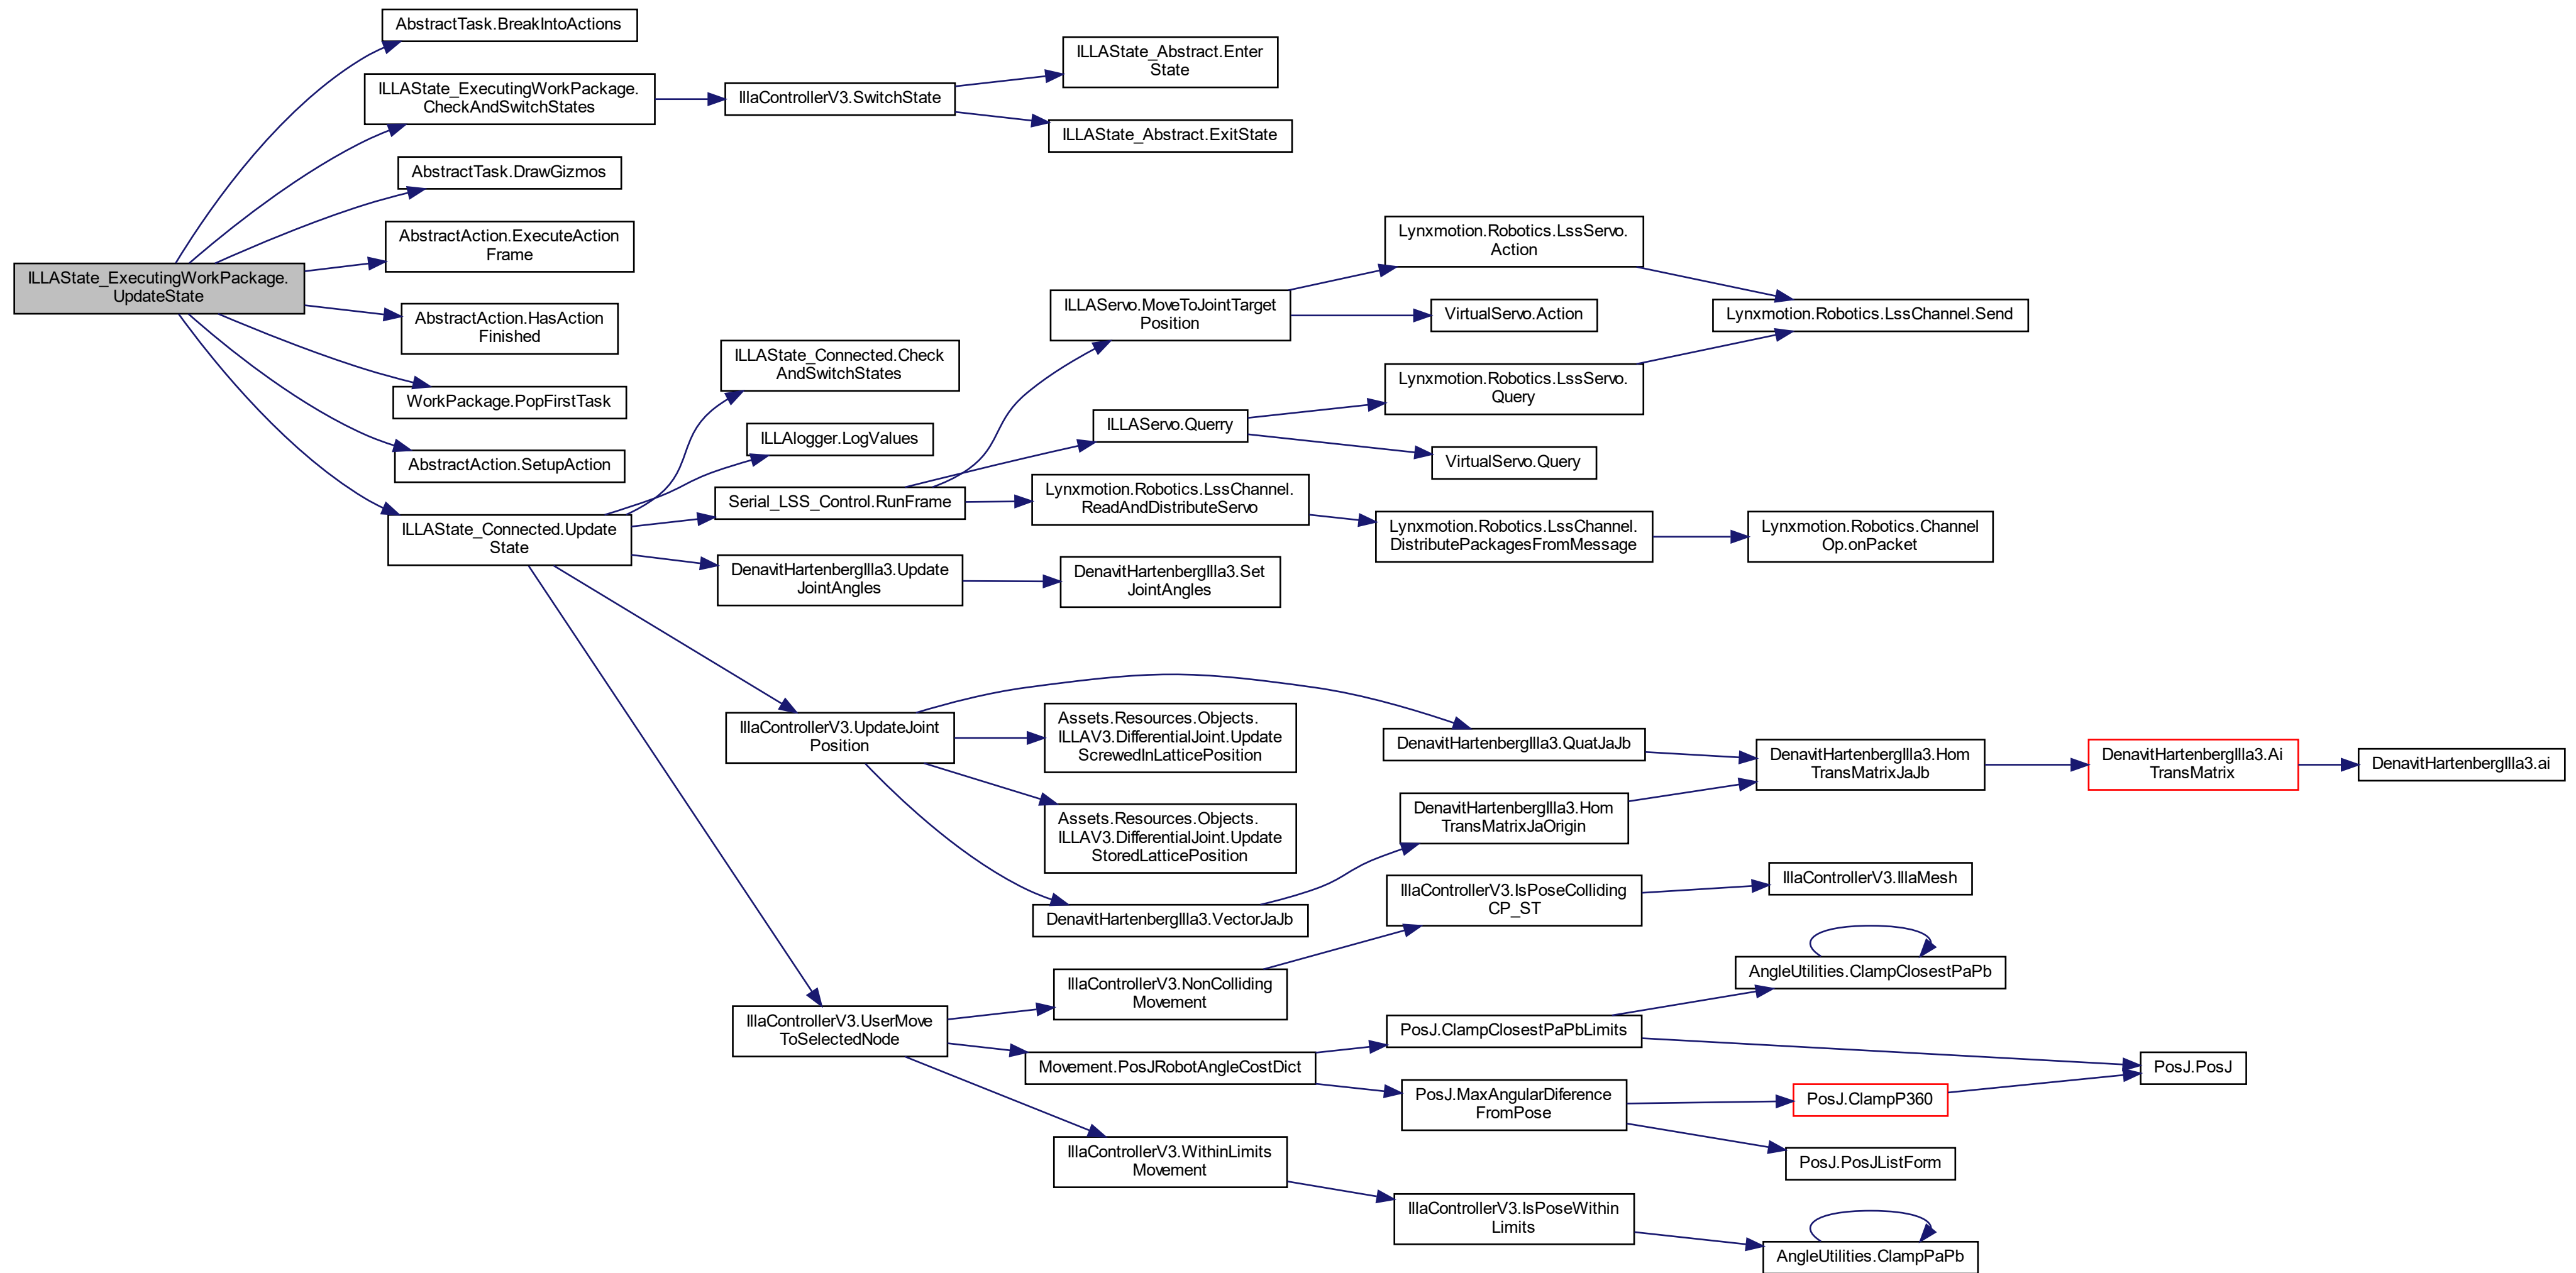 AbstractTask.BreakIntoActions
ILLAState_ExecutingWorkPackage.
CheckAndSwitchStates
AbstractTask.DrawGizmos
AbstractAction.ExecuteAction
Frame
ILLAState_ExecutingWorkPackage.
UpdateState
AbstractAction.HasAction
Finished
WorkPackage.PopFirstTask
AbstractAction.SetupAction
ILLAState_Connected.Update
State
IllaControllerV3.SwitchState
ILLAState_Abstract.Enter
State
ILLAState_Abstract.ExitState
ILLAState_Connected.Check
AndSwitchStates
ILLAlogger.LogValues
Serial_LSS_Control.RunFrame
DenavitHartenbergIlla3.Update
JointAngles
IllaControllerV3.UpdateJoint
Position
IllaControllerV3.UserMove
ToSelectedNode
ILLAServo.MoveToJointTarget
Position
ILLAServo.Querry
Lynxmotion.Robotics.LssChannel.
ReadAndDistributeServo
DenavitHartenbergIlla3.Set
JointAngles
Lynxmotion.Robotics.LssServo.
Action
VirtualServo.Action
Lynxmotion.Robotics.LssServo.
Query
VirtualServo.Query
Lynxmotion.Robotics.LssChannel.Send
Lynxmotion.Robotics.LssChannel.
DistributePackagesFromMessage
Lynxmotion.Robotics.Channel
Op.onPacket
Assets.Resources.Objects.
ILLAV3.DifferentialJoint.Update
ScrewedInLatticePosition
Assets.Resources.Objects.
ILLAV3.DifferentialJoint.Update
StoredLatticePosition
DenavitHartenbergIlla3.VectorJaJb
DenavitHartenbergIlla3.QuatJaJb
DenavitHartenbergIlla3.Hom
TransMatrixJaOrigin
DenavitHartenbergIlla3.Hom
TransMatrixJaJb
DenavitHartenbergIlla3.Ai
TransMatrix
DenavitHartenbergIlla3.ai
IllaControllerV3.NonColliding
Movement
Movement.PosJRobotAngleCostDict
IllaControllerV3.WithinLimits
Movement
IllaControllerV3.IsPoseColliding
CP_ST
IllaControllerV3.IllaMesh
PosJ.ClampClosestPaPbLimits
AngleUtilities.ClampClosestPaPb
PosJ.MaxAngularDiference
FromPose
PosJ.ClampP360
PosJ.PosJ
PosJ.PosJListForm
IllaControllerV3.IsPoseWithin
Limits
AngleUtilities.ClampPaPb